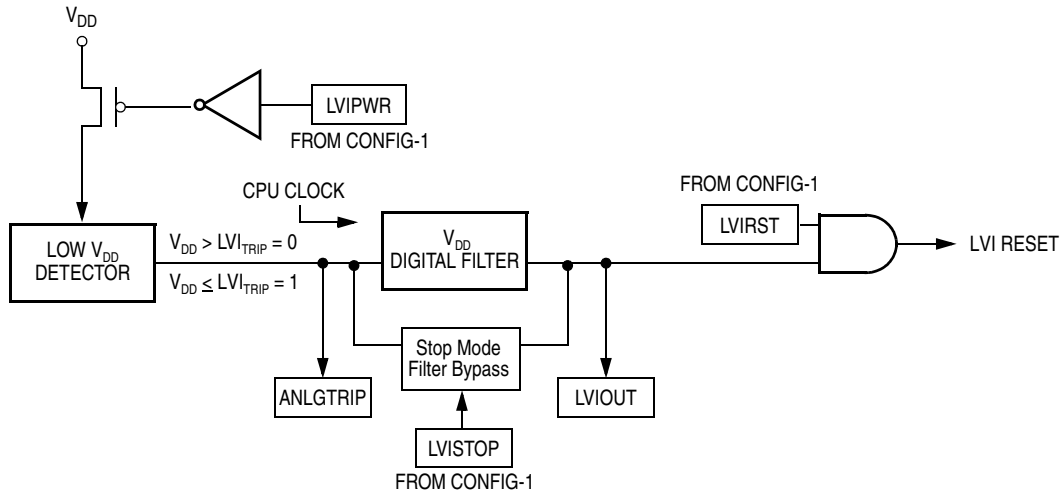 VDD
LVIPWR
FROM CONFIG-1
FROM CONFIG-1
CPU CLOCK
LVIRST
LOW VDD
DETECTOR
VDD > LVITRIP = 0
VDD ≤ LVITRIP = 1
VDD
DIGITAL FILTER
LVI RESET
Stop Mode
Filter Bypass
ANLGTRIP
LVIOUT
LVISTOP
FROM CONFIG-1